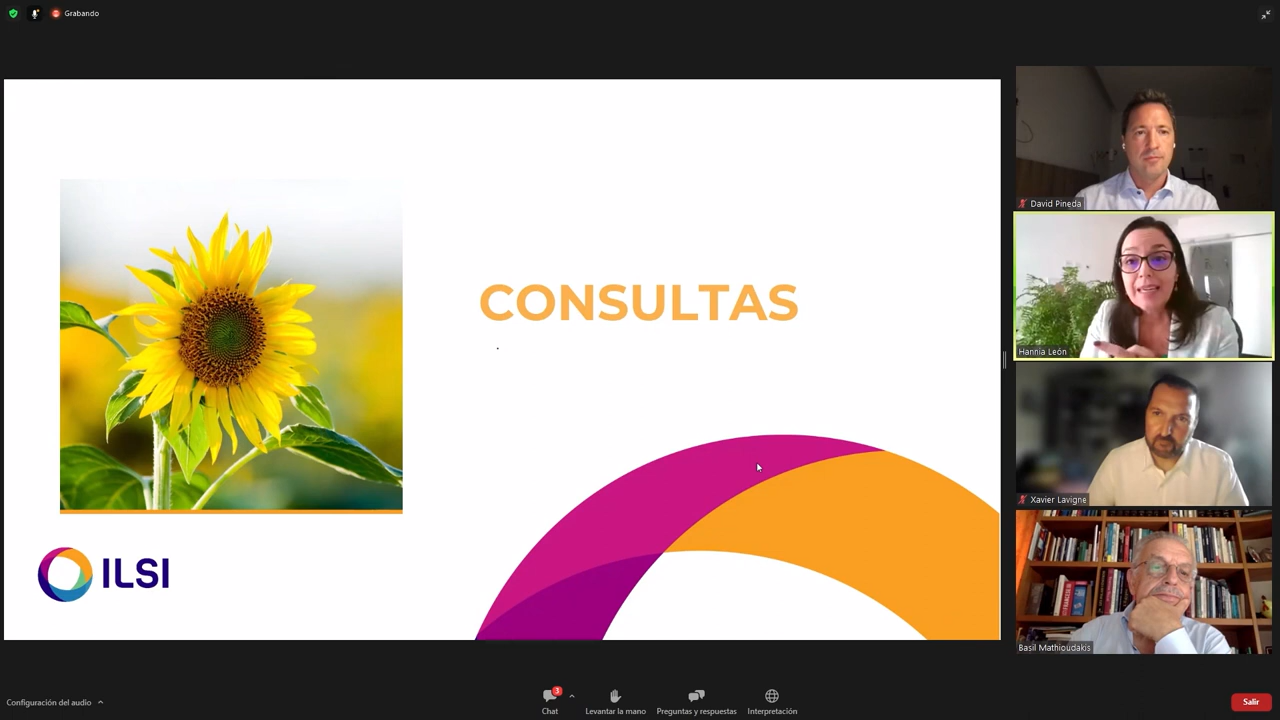 Grabando
CONSULTAS
ILSI
David Pineda
Hannia León
Xavier Lavigne
Basil Mathioudakis
Configuración del audio
3
Chat
Levantar la mano
Preguntas y respuestas
Interpretación
Salir